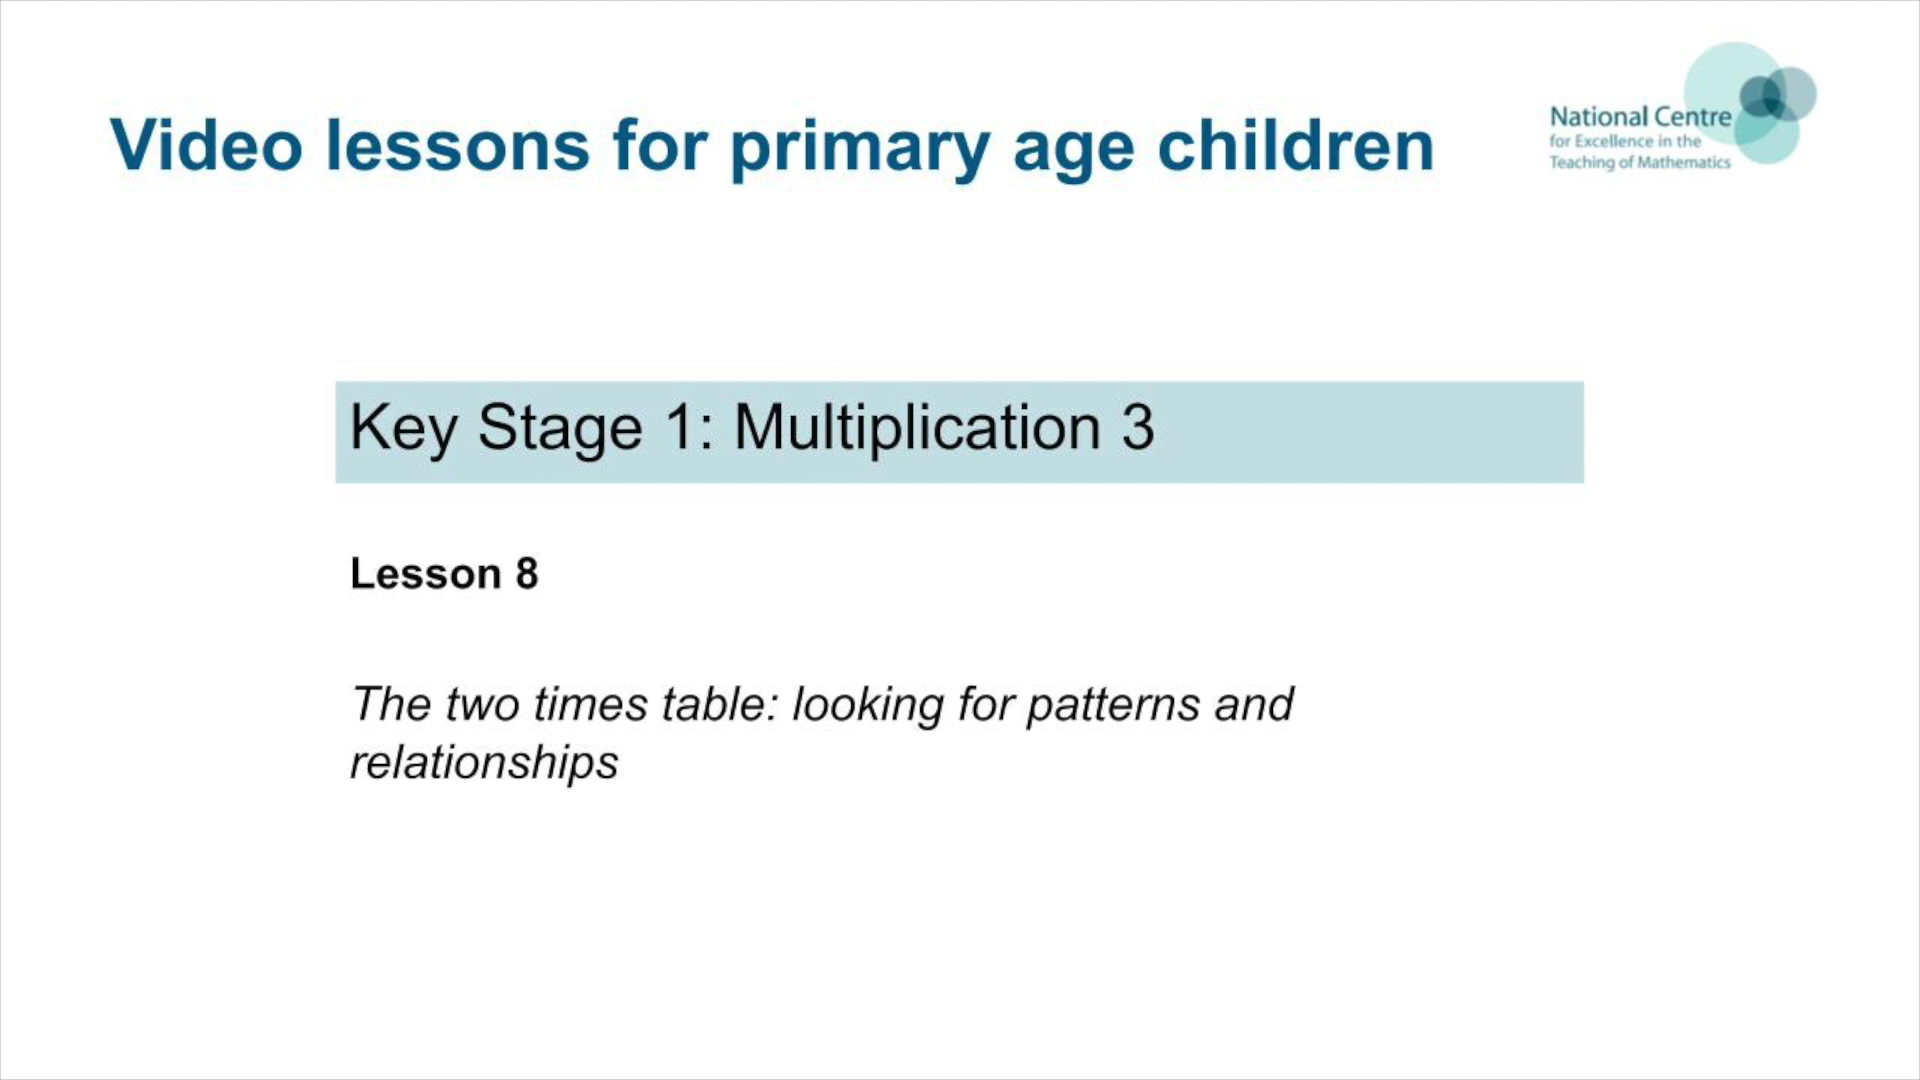 Video lessons for primary age children
National Centre
for Excellence in the
Teaching of Mathematics
Key Stage 1: Multiplication 3
Lesson 8
The two times table: looking for patterns and
relationships